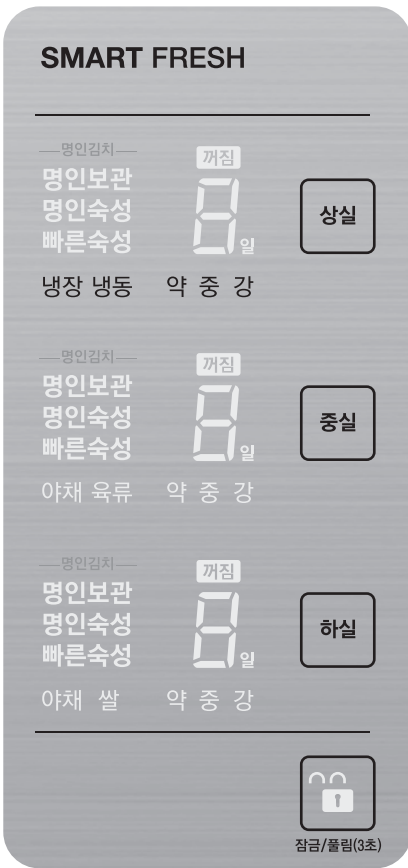 SMART FRESH
명인김치
꺼짐
명인보관
명인숙성
빠른숙성
8일
상실
냉장 냉동 약 중 강
명인김치
꺼짐
명인보관
명인숙성
빠른숙성
8일
중실
야채 육류 약 중 강
명인김치
꺼짐
명인보관
명인숙성
빠른숙성
8일
하실
야채 쌀 약 중 강
잠금/풀림(3초)